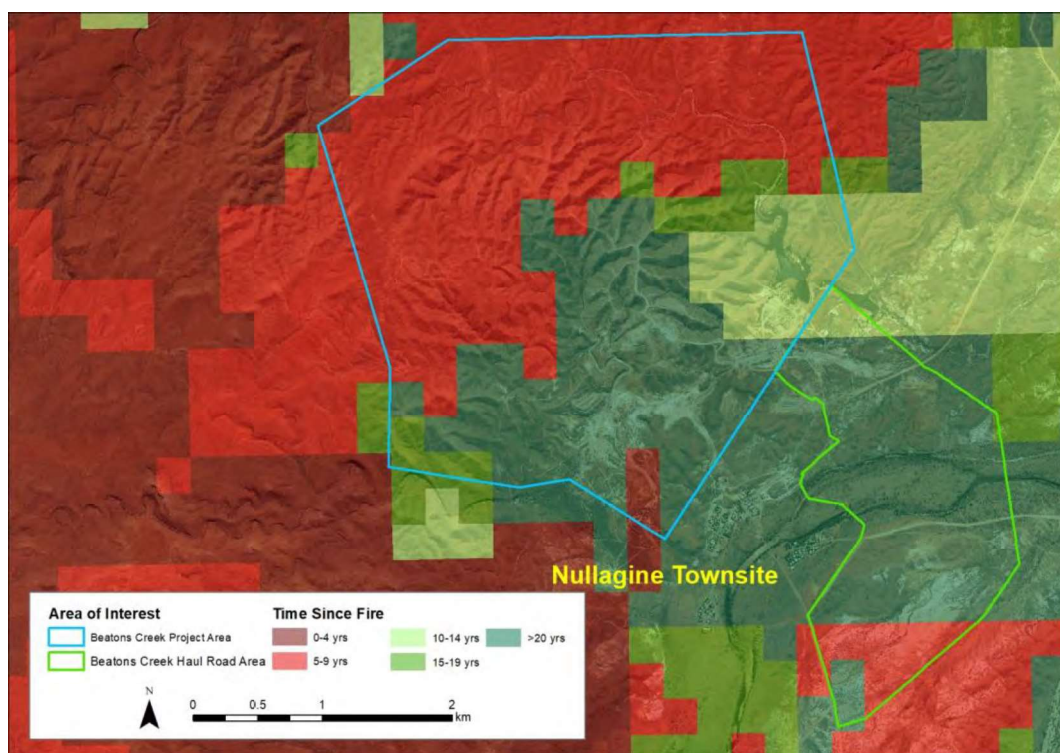 Nullagine Townsite
Area of Interest
Beatons Creek Project Area
Beatons Creek Haul Road Area
Time Since Fire
0-4 yrs
5-9 yrs
10-14 yrs
15-19 yrs
>20 yrs
N
0 0.5 1 2
km